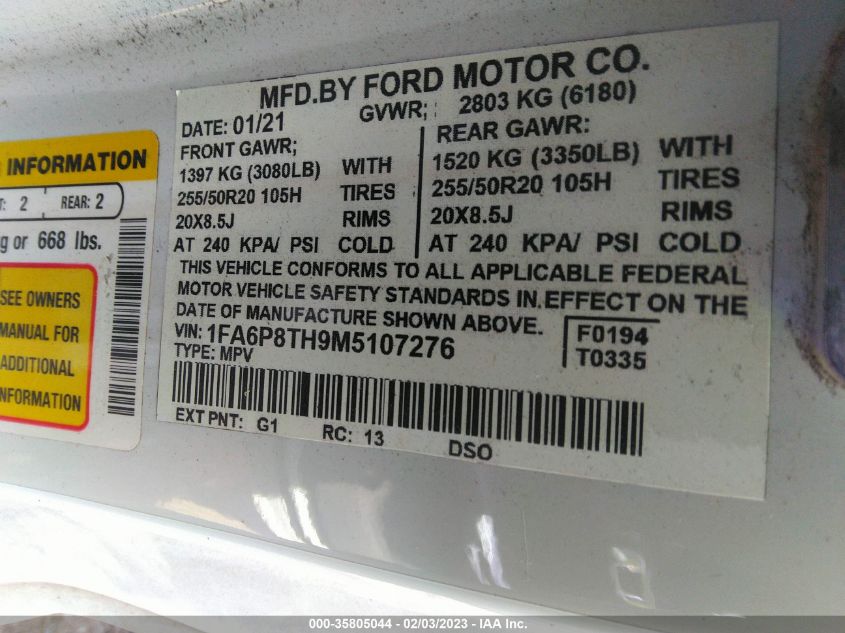 MFD.BY FORD MOTOR CO.
DATE: 01/21
GVWR; 2803 KG (6180)
FRONT GAWR;
1397 KG (3080LB) WITH
255/50R20 105H TIRES
20X8.5J RIMS
AT 240 KPA/ PSI COLD
REAR GAWR:
1520 KG (3350LB) WITH
255/50R20 105H TIRES
20X8.5J RIMS
AT 240 KPA/ PSI COLD
THIS VEHICLE CONFORMS TO ALL APPLICABLE FEDERAL
MOTOR VEHICLE SAFETY STANDARDS IN EFFECT ON THE
DATE OF MANUFACTURE SHOWN ABOVE.
VIN: 1FA6P8TH9M5107276
TYPE: MPV
F0194
T0335
EXT PNT: G1 RC: 13 DSO
INFORMATION
: 2 REAR: 2
g or 668 lbs.
SEE OWNERS
MANUAL FOR
ADDITIONAL
INFORMATION
000-35805044 - 02/03/2023 - IAA Inc.